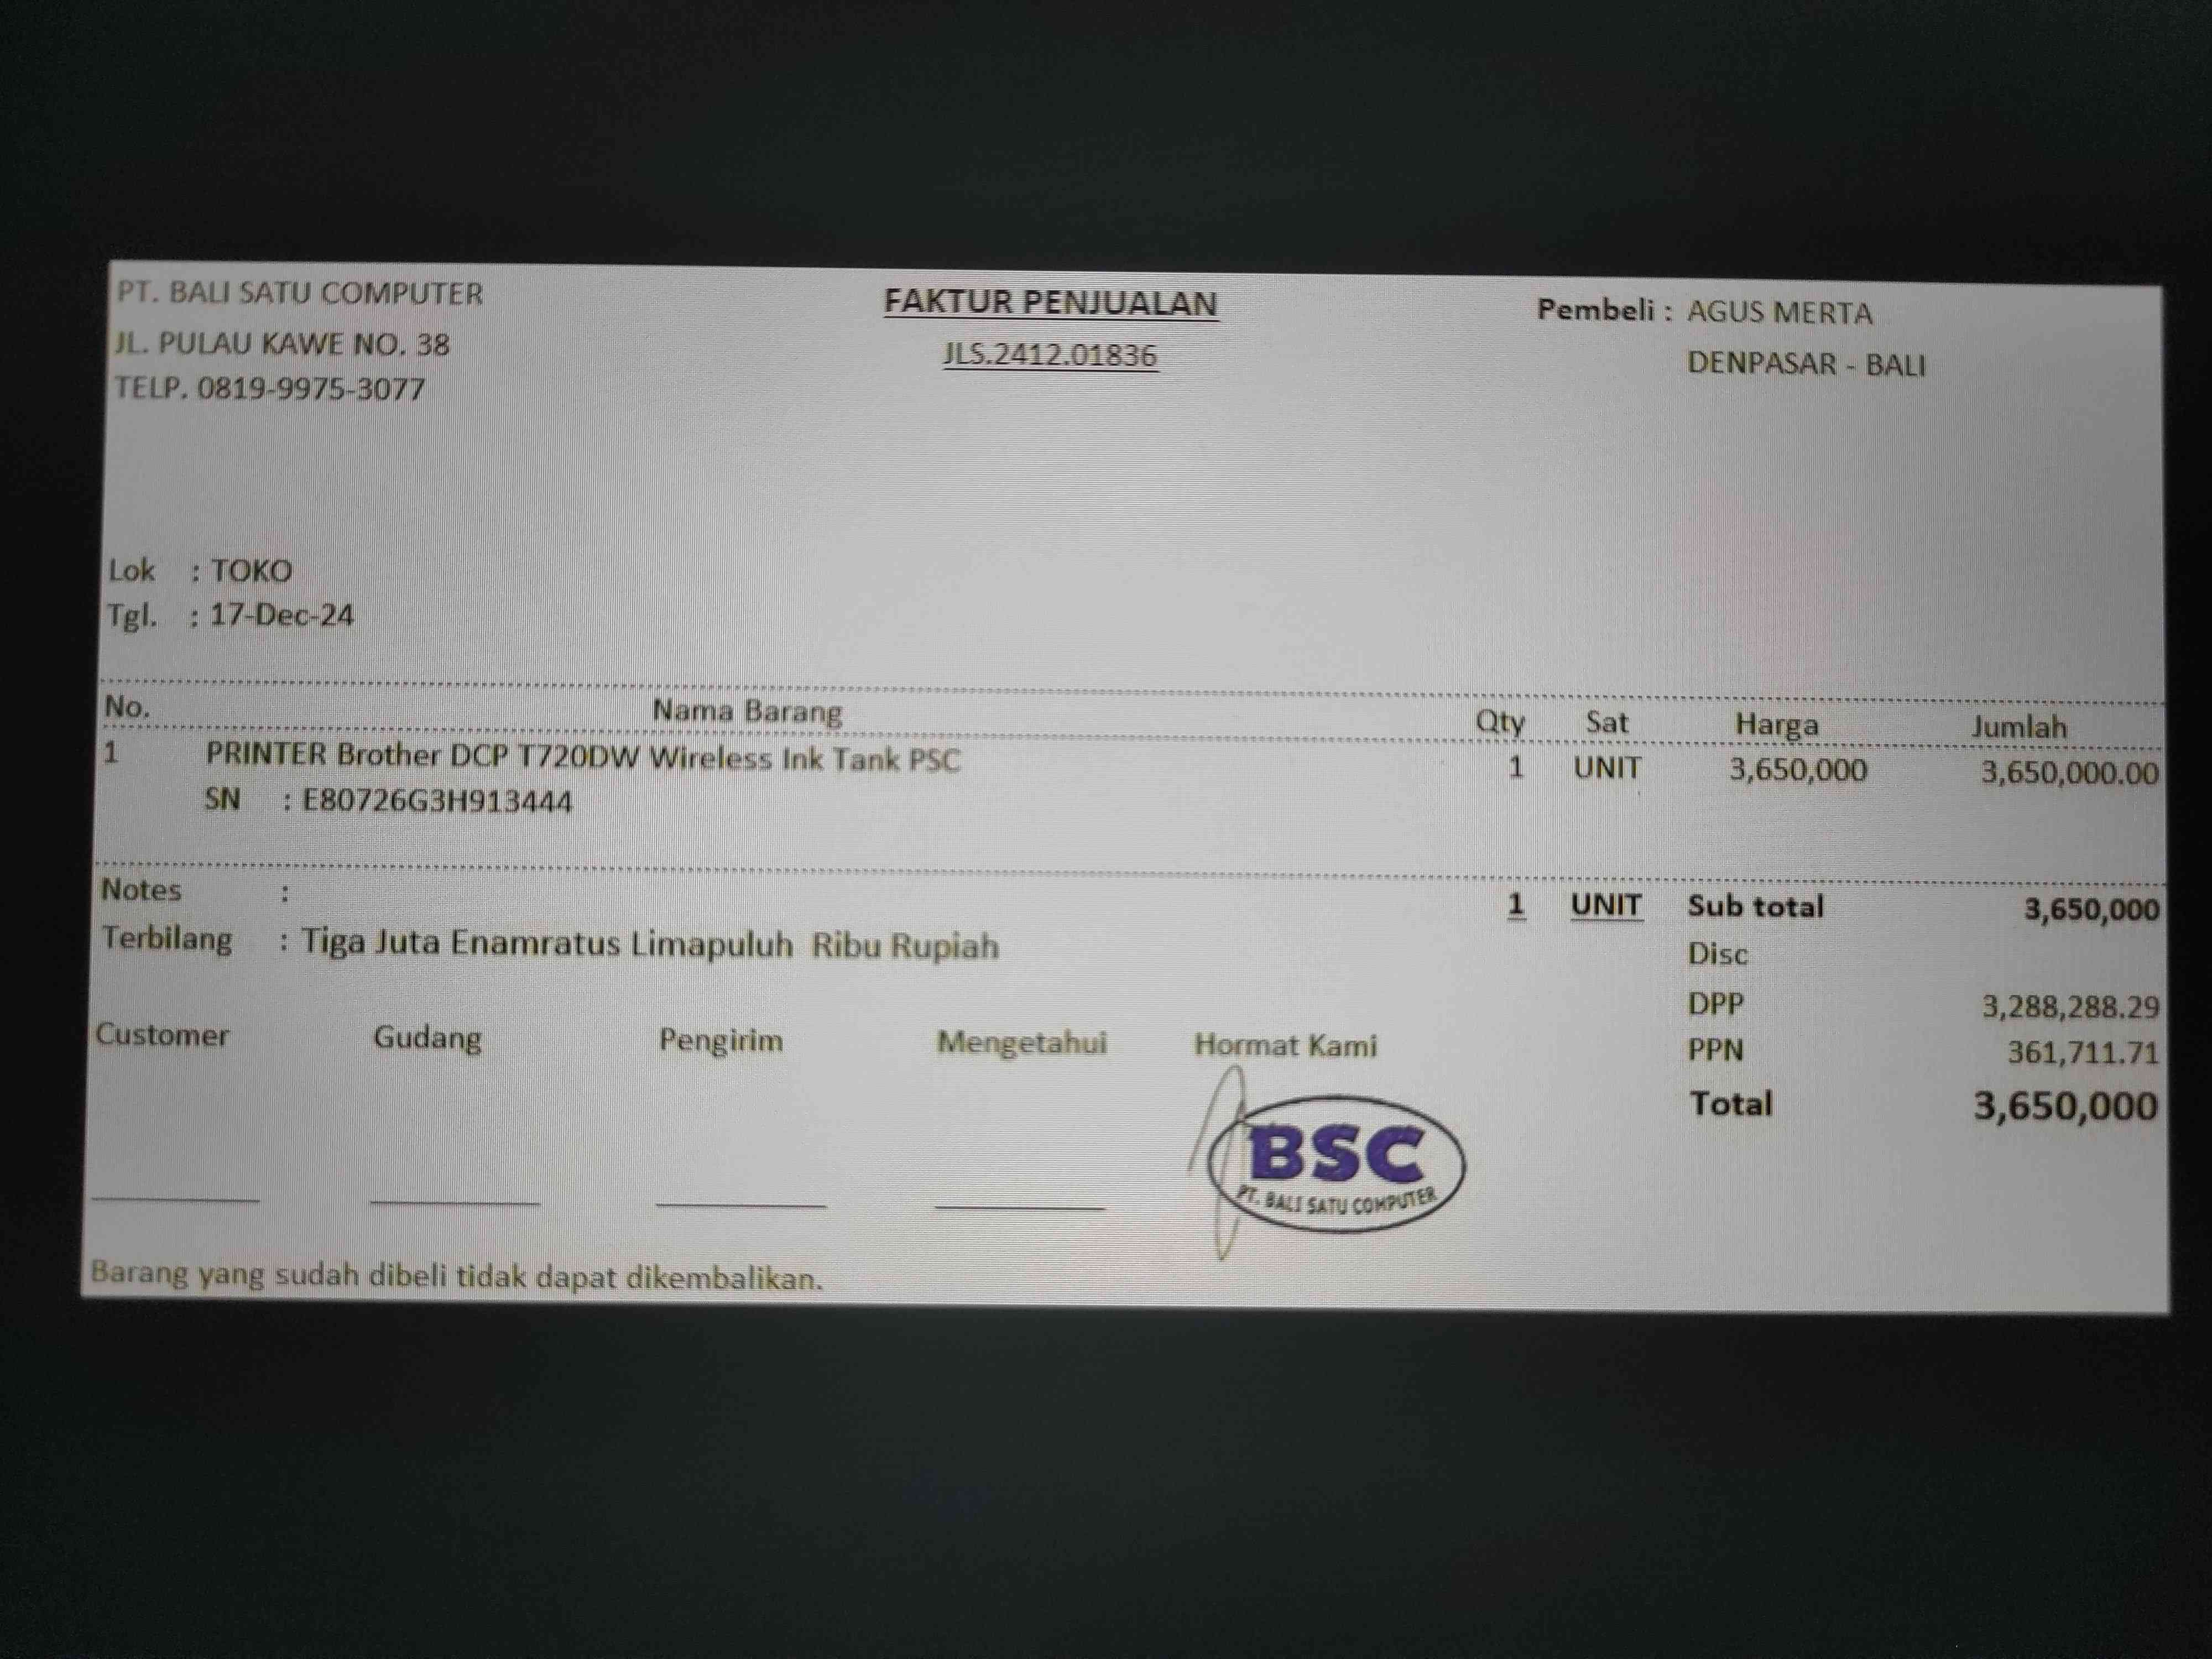 PT. BALI SATU COMPUTER
JL. PULAU KAWE NO. 38
TELP. 0819-9975-3077
FAKTUR PENJUALAN
JLS.2412.01836
Pembeli : AGUS MERTA
DENPASAR - BALI
Lok : TOKO
Tgl. : 17-Dec-24
No. Nama Barang Qty Sat Harga Jumlah
1 PRINTER Brother DCP T720DW Wireless Ink Tank PSC 1 UNIT 3,650,000 3,650,000.00
SN : E80726G3H913444
Notes : 1 UNIT Sub total 3,650,000
Terbilang : Tiga Juta Enamratus Limapuluh Ribu Rupiah
Disc
DPP 3,288,288.29
PPN 361,711.71
Total 3,650,000
Customer Gudang Pengirim Mengetahui Hormat Kami
BSC
PT. BALI SATU COMPUTER
Barang yang sudah dibeli tidak dapat dikembalikan.